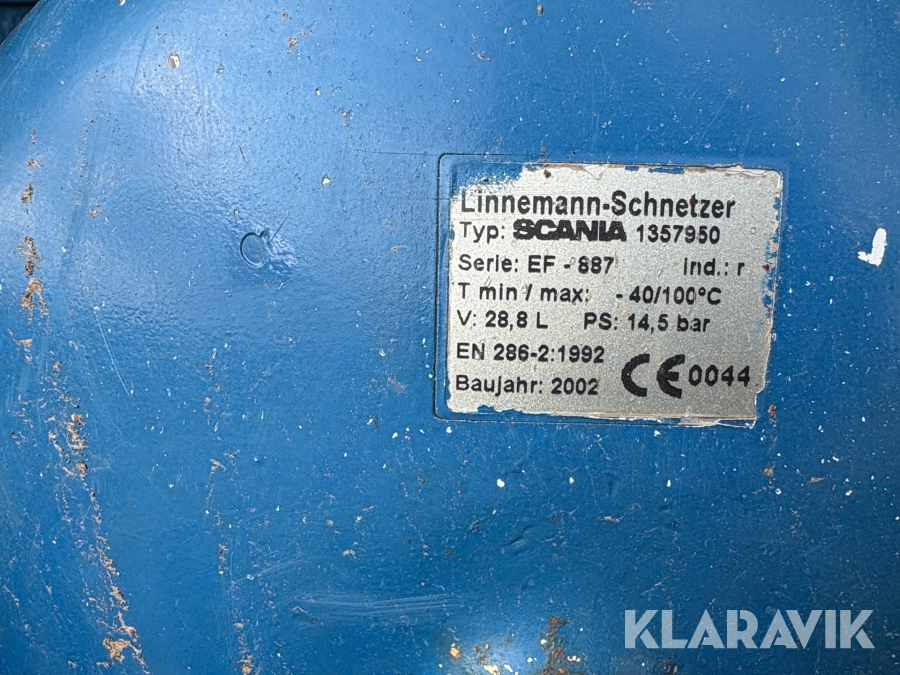 Linnemann-Schnetzer
Typ: SCANIA 1357950
Serie: EF - 887 Ind.: r
T min / max: - 40/100°C
V: 28,8 L PS: 14,5 bar
EN 286-2:1992
Baujahr: 2002 CE 0044
KLARAVIK